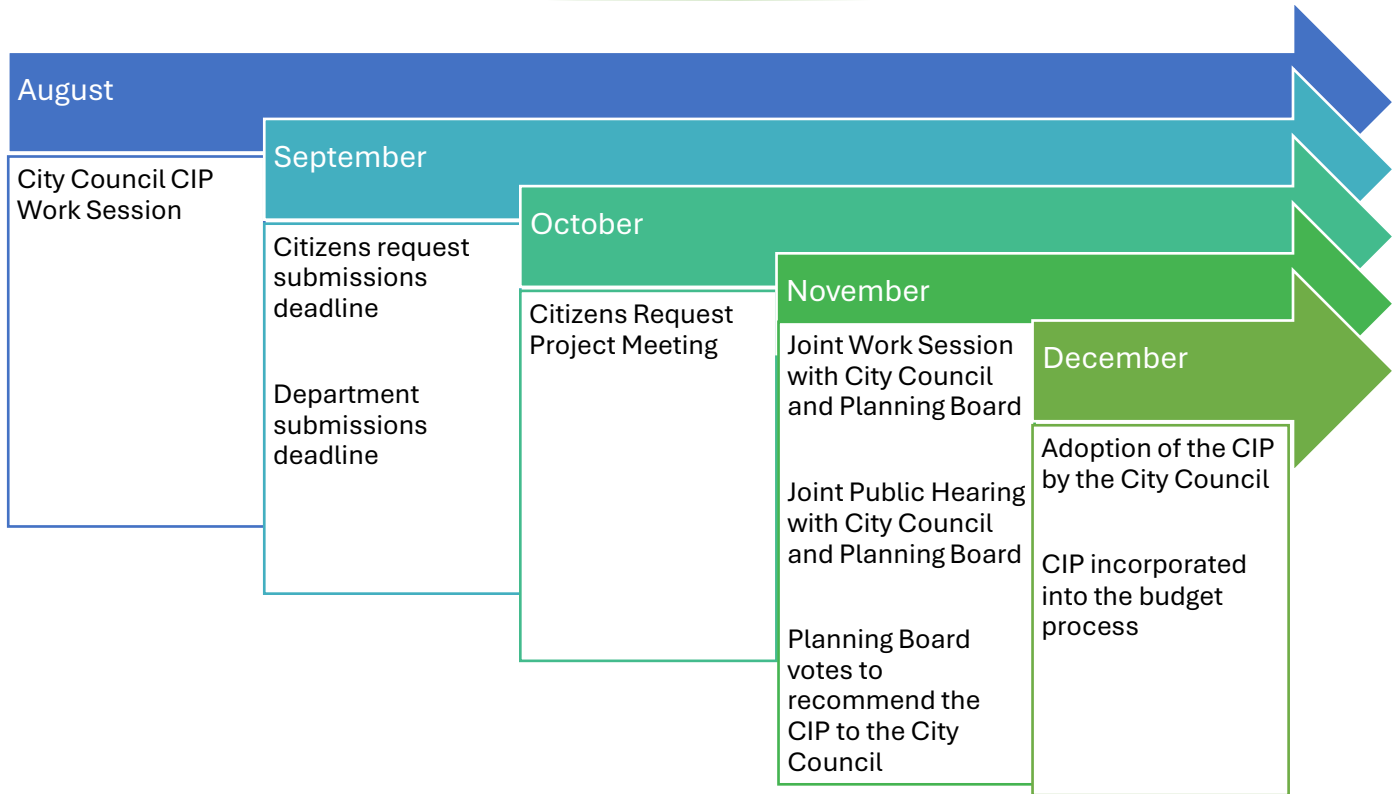 August
City Council CIP
Work Session
September
Citizens request
submissions
deadline
Department
submissions
deadline
October
Citizens Request
Project Meeting
November
Joint Work Session
with City Council
and Planning Board
Joint Public Hearing
with City Council
and Planning Board
Planning Board
votes to
recommend the
CIP to the City
Council
December
Adoption of the CIP
by the City Council
CIP incorporated
into the budget
process